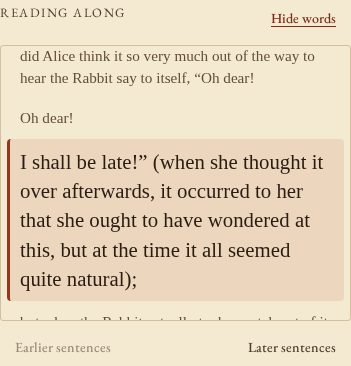 READING ALONG
Hide words
did Alice think it so very much out of the way to
hear the Rabbit say to itself, “Oh dear!
Oh dear!
I shall be late!” (when she thought it
over afterwards, it occurred to her
that she ought to have wondered at
this, but at the time it all seemed
quite natural);
Earlier sentences
Later sentences